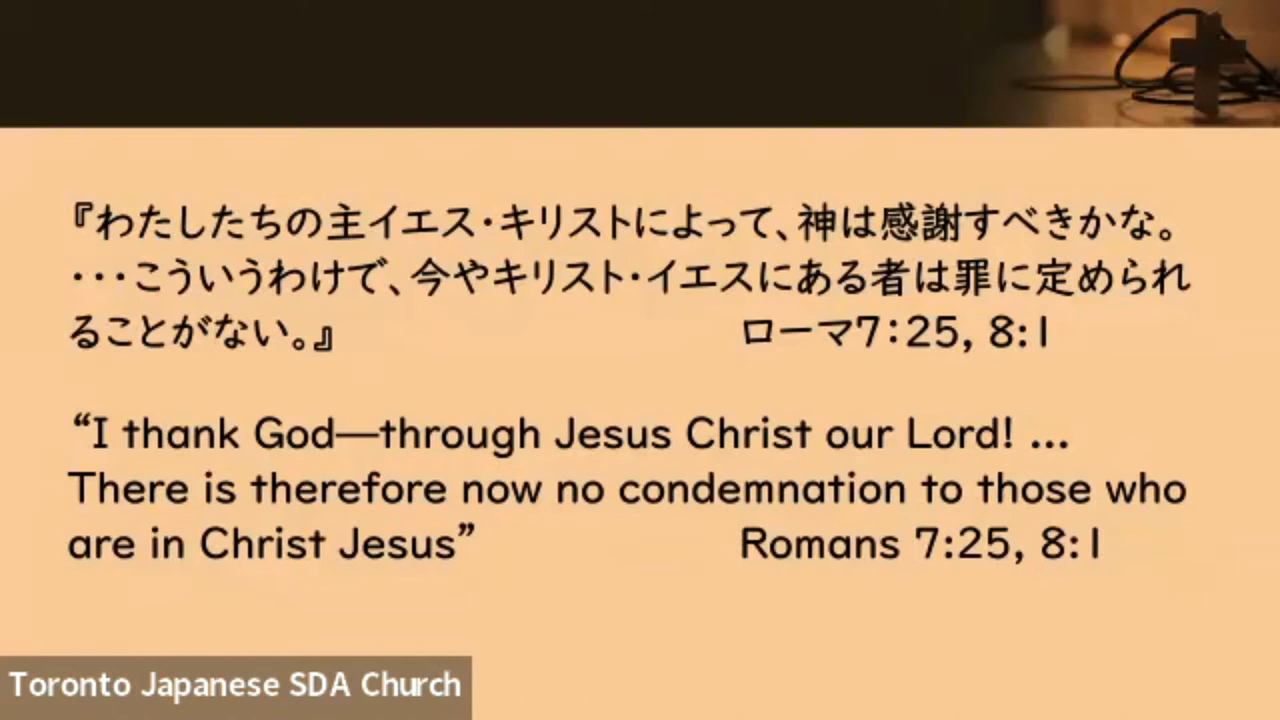 『わたしたちの主イエス・キリストによって、神は感謝すべきかな。
・・・こういうわけで、今やキリスト・イエスにある者は罪に定められ
ることがない。』 ローマ7:25, 8:1
“I thank God—through Jesus Christ our Lord! ...
There is therefore now no condemnation to those who
are in Christ Jesus” Romans 7:25, 8:1
Toronto Japanese SDA Church